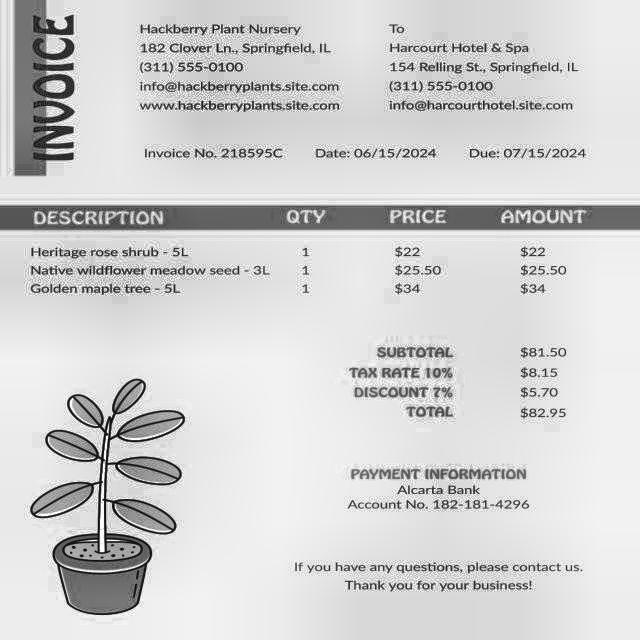 INVOICE
Hackberry Plant Nursery
182 Clover Ln., Springfield, IL
(311) 555-0100
info@hackberryplants.site.com
www.hackberryplants.site.com
To
Harcourt Hotel & Spa
154 Relling St., Springfield, IL
(311) 555-0100
info@harcourthotel.site.com
Invoice No. 218595C Date: 06/15/2024 Due: 07/15/2024
DESCRIPTION QTY PRICE AMOUNT
Heritage rose shrub - 5L 1 $22 $22
Native wildflower meadow seed - 3L 1 $25.50 $25.50
Golden maple tree - 5L 1 $34 $34
SUBTOTAL $81.50
TAX RATE 10% $8.15
DISCOUNT 7% $5.70
TOTAL $82.95
PAYMENT INFORMATION
Alcarta Bank
Account No. 182-181-4296
If you have any questions, please contact us.
Thank you for your business!